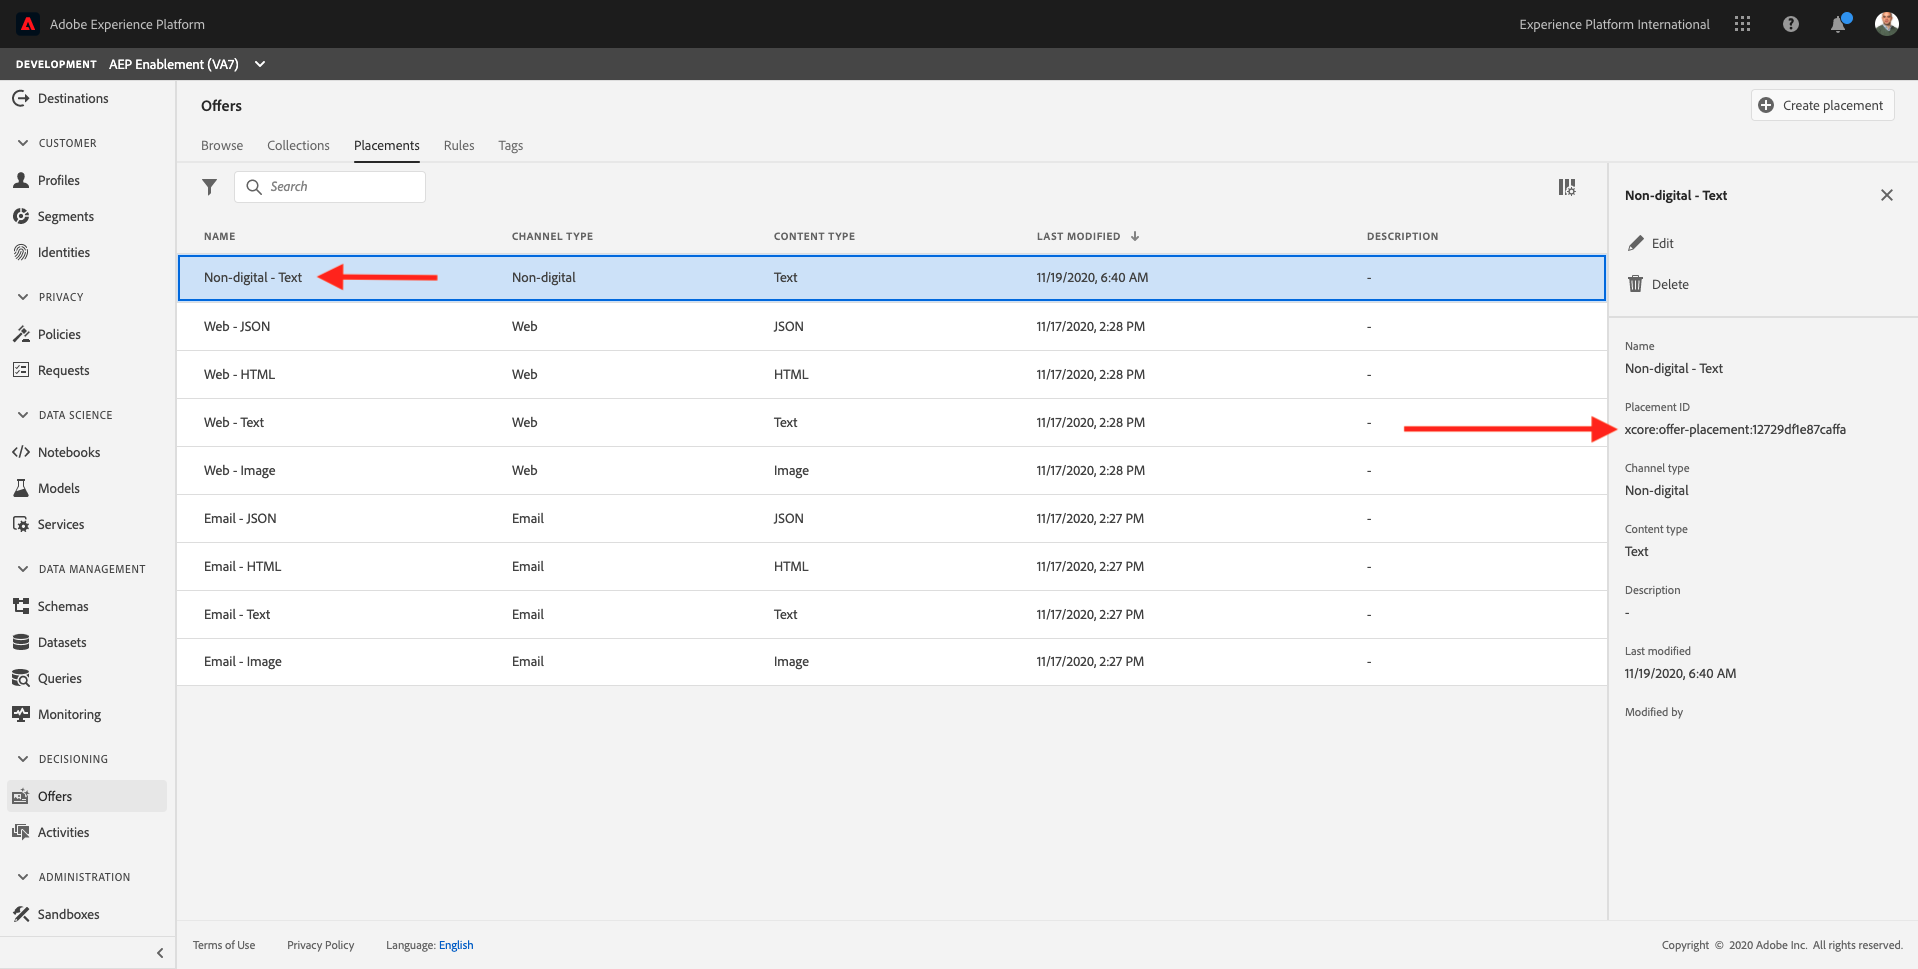 Adobe Experience Platform
Experience Platform International
DEVELOPMENT AEP Enablement (VA7)
Destinations
CUSTOMER
Profiles
Segments
Identities
PRIVACY
Policies
Requests
DATA SCIENCE
Notebooks
Models
Services
DATA MANAGEMENT
Schemas
Datasets
Queries
Monitoring
DECISIONING
Offers
Activities
ADMINISTRATION
Sandboxes
Offers
Create placement
Browse Collections Placements Rules Tags
Search
NAME CHANNEL TYPE CONTENT TYPE LAST MODIFIED DESCRIPTION
Non-digital - Text Non-digital Text 11/19/2020, 6:40 AM -
Web - JSON Web JSON 11/17/2020, 2:28 PM -
Web - HTML Web HTML 11/17/2020, 2:28 PM -
Web - Text Web Text 11/17/2020, 2:28 PM -
Web - Image Web Image 11/17/2020, 2:28 PM -
Email - JSON Email JSON 11/17/2020, 2:27 PM -
Email - HTML Email HTML 11/17/2020, 2:27 PM -
Email - Text Email Text 11/17/2020, 2:27 PM -
Email - Image Email Image 11/17/2020, 2:27 PM -
Non-digital - Text
Edit
Delete
Name
Non-digital - Text
Placement ID
xcore:offer-placement:12729df1e87caffa
Channel type
Non-digital
Content type
Text
Description
-
Last modified
11/19/2020, 6:40 AM
Modified by
Terms of Use Privacy Policy Language: English
Copyright © 2020 Adobe Inc. All rights reserved.